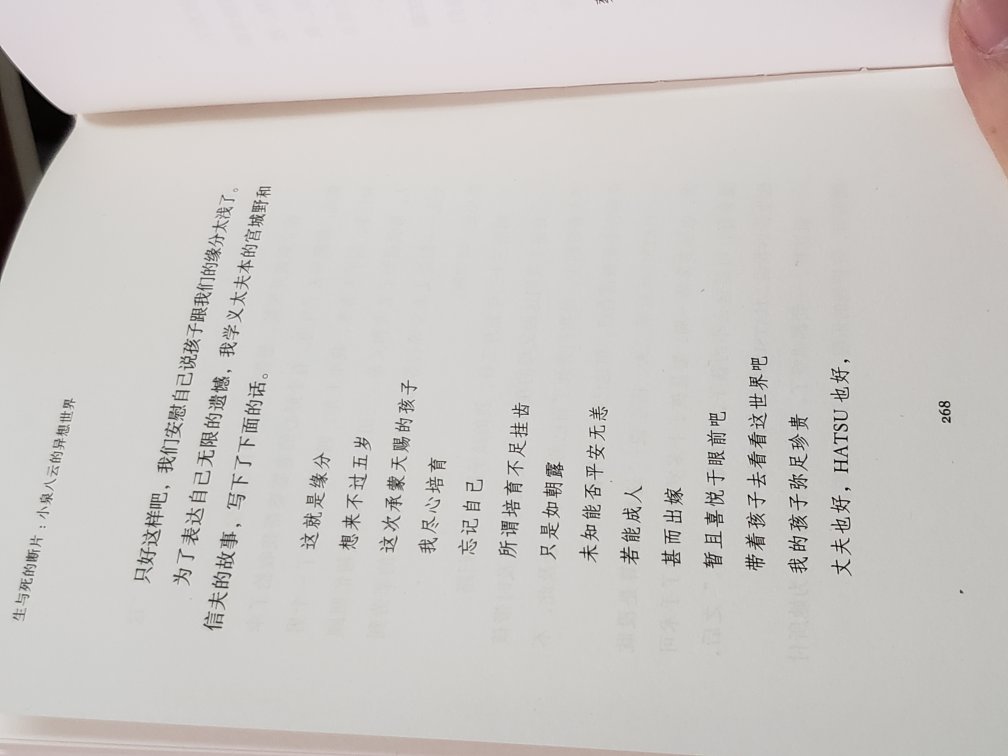 生与死的断片：小泉八云的异想世界
只好这样吧，我们安慰自己说孩子跟我们的缘分太浅了。
为了表达自己无限的遗憾，我学义太夫本的宫城野和
信夫的故事，写下了下面的话。
这就是缘分
想来不过五岁
这次承蒙天赐的孩子
我尽心培育
忘记自己
所谓培育不足挂齿
只是如朝露
未知能否平安无恙
若能成人
甚而出嫁
暂且喜悦于眼前吧
带着孩子去看看这世界吧
我的孩子弥足珍贵
丈夫也好，HATSU 也好，
268